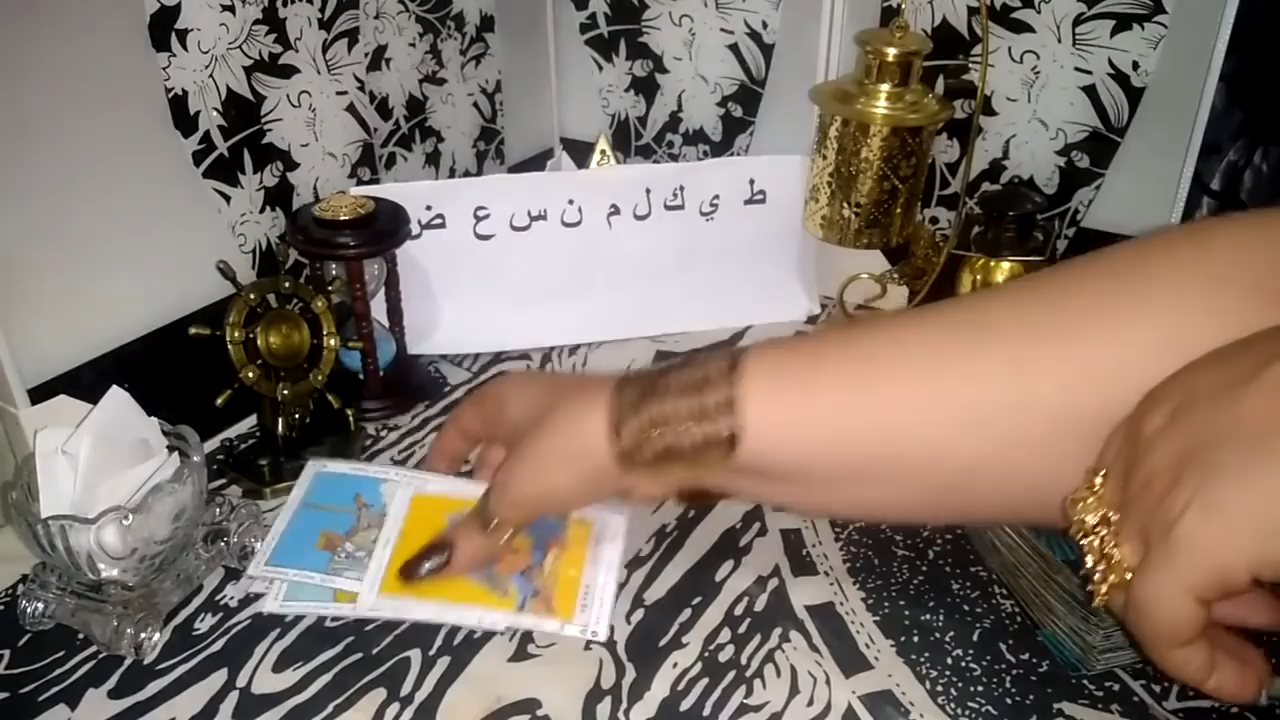 ط ي ك ل م ن س ع ض